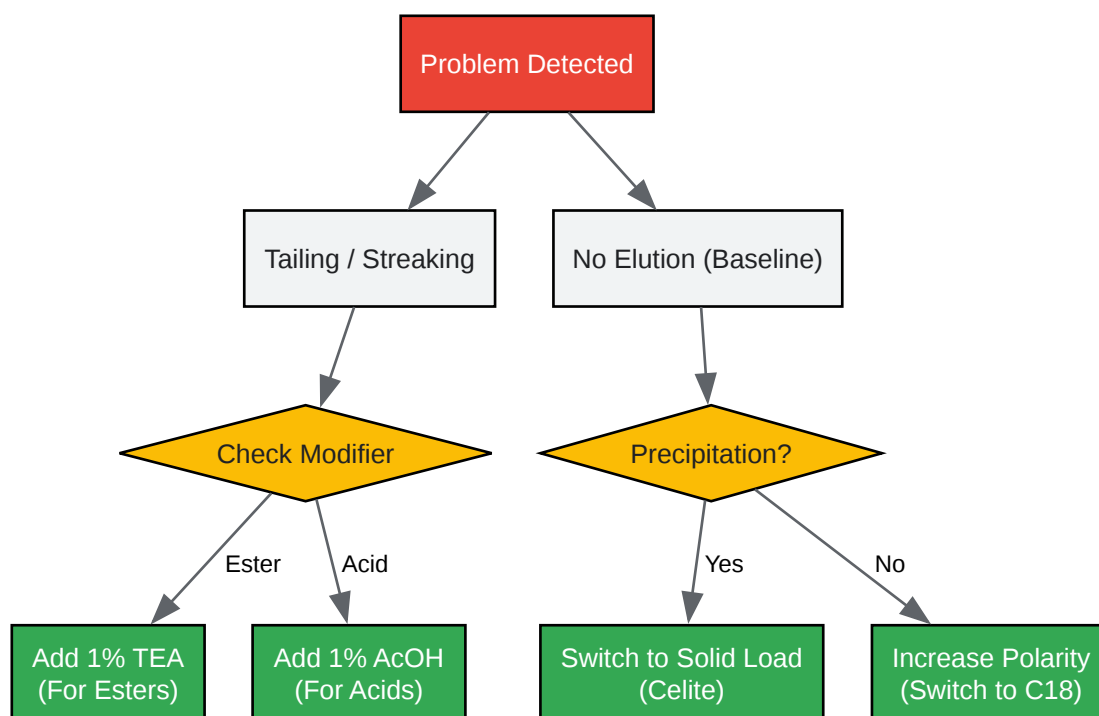 Problem Detected
Tailing / Streaking
No Elution (Baseline)
Check Modifier
Precipitation?
Ester
Acid
Yes
No
Add 1% TEA
(For Esters)
Add 1% AcOH
(For Acids)
Switch to Solid Load
(Celite)
Increase Polarity
(Switch to C18)